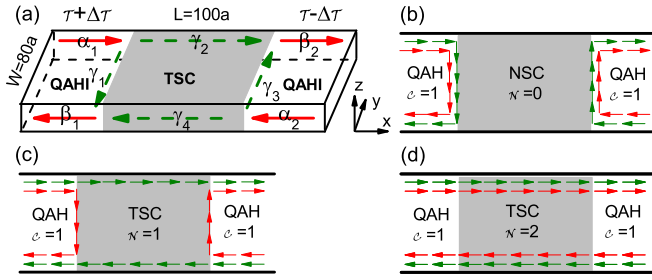 (a) 𝒯+Δ𝒯 L=100a 𝒯-Δ𝒯
W=80a
α₁ γ₂ β₂
QAHI γ₁ TSC γ₃ QAHI
β₁ γ₄ α₂
z y x
(b)
QAH NSC QAH
𝒞=1 𝒩=0 𝒞=1
(c)
QAH TSC QAH
𝒞=1 𝒩=1 𝒞=1
(d)
QAH TSC QAH
𝒞=1 𝒩=2 𝒞=1